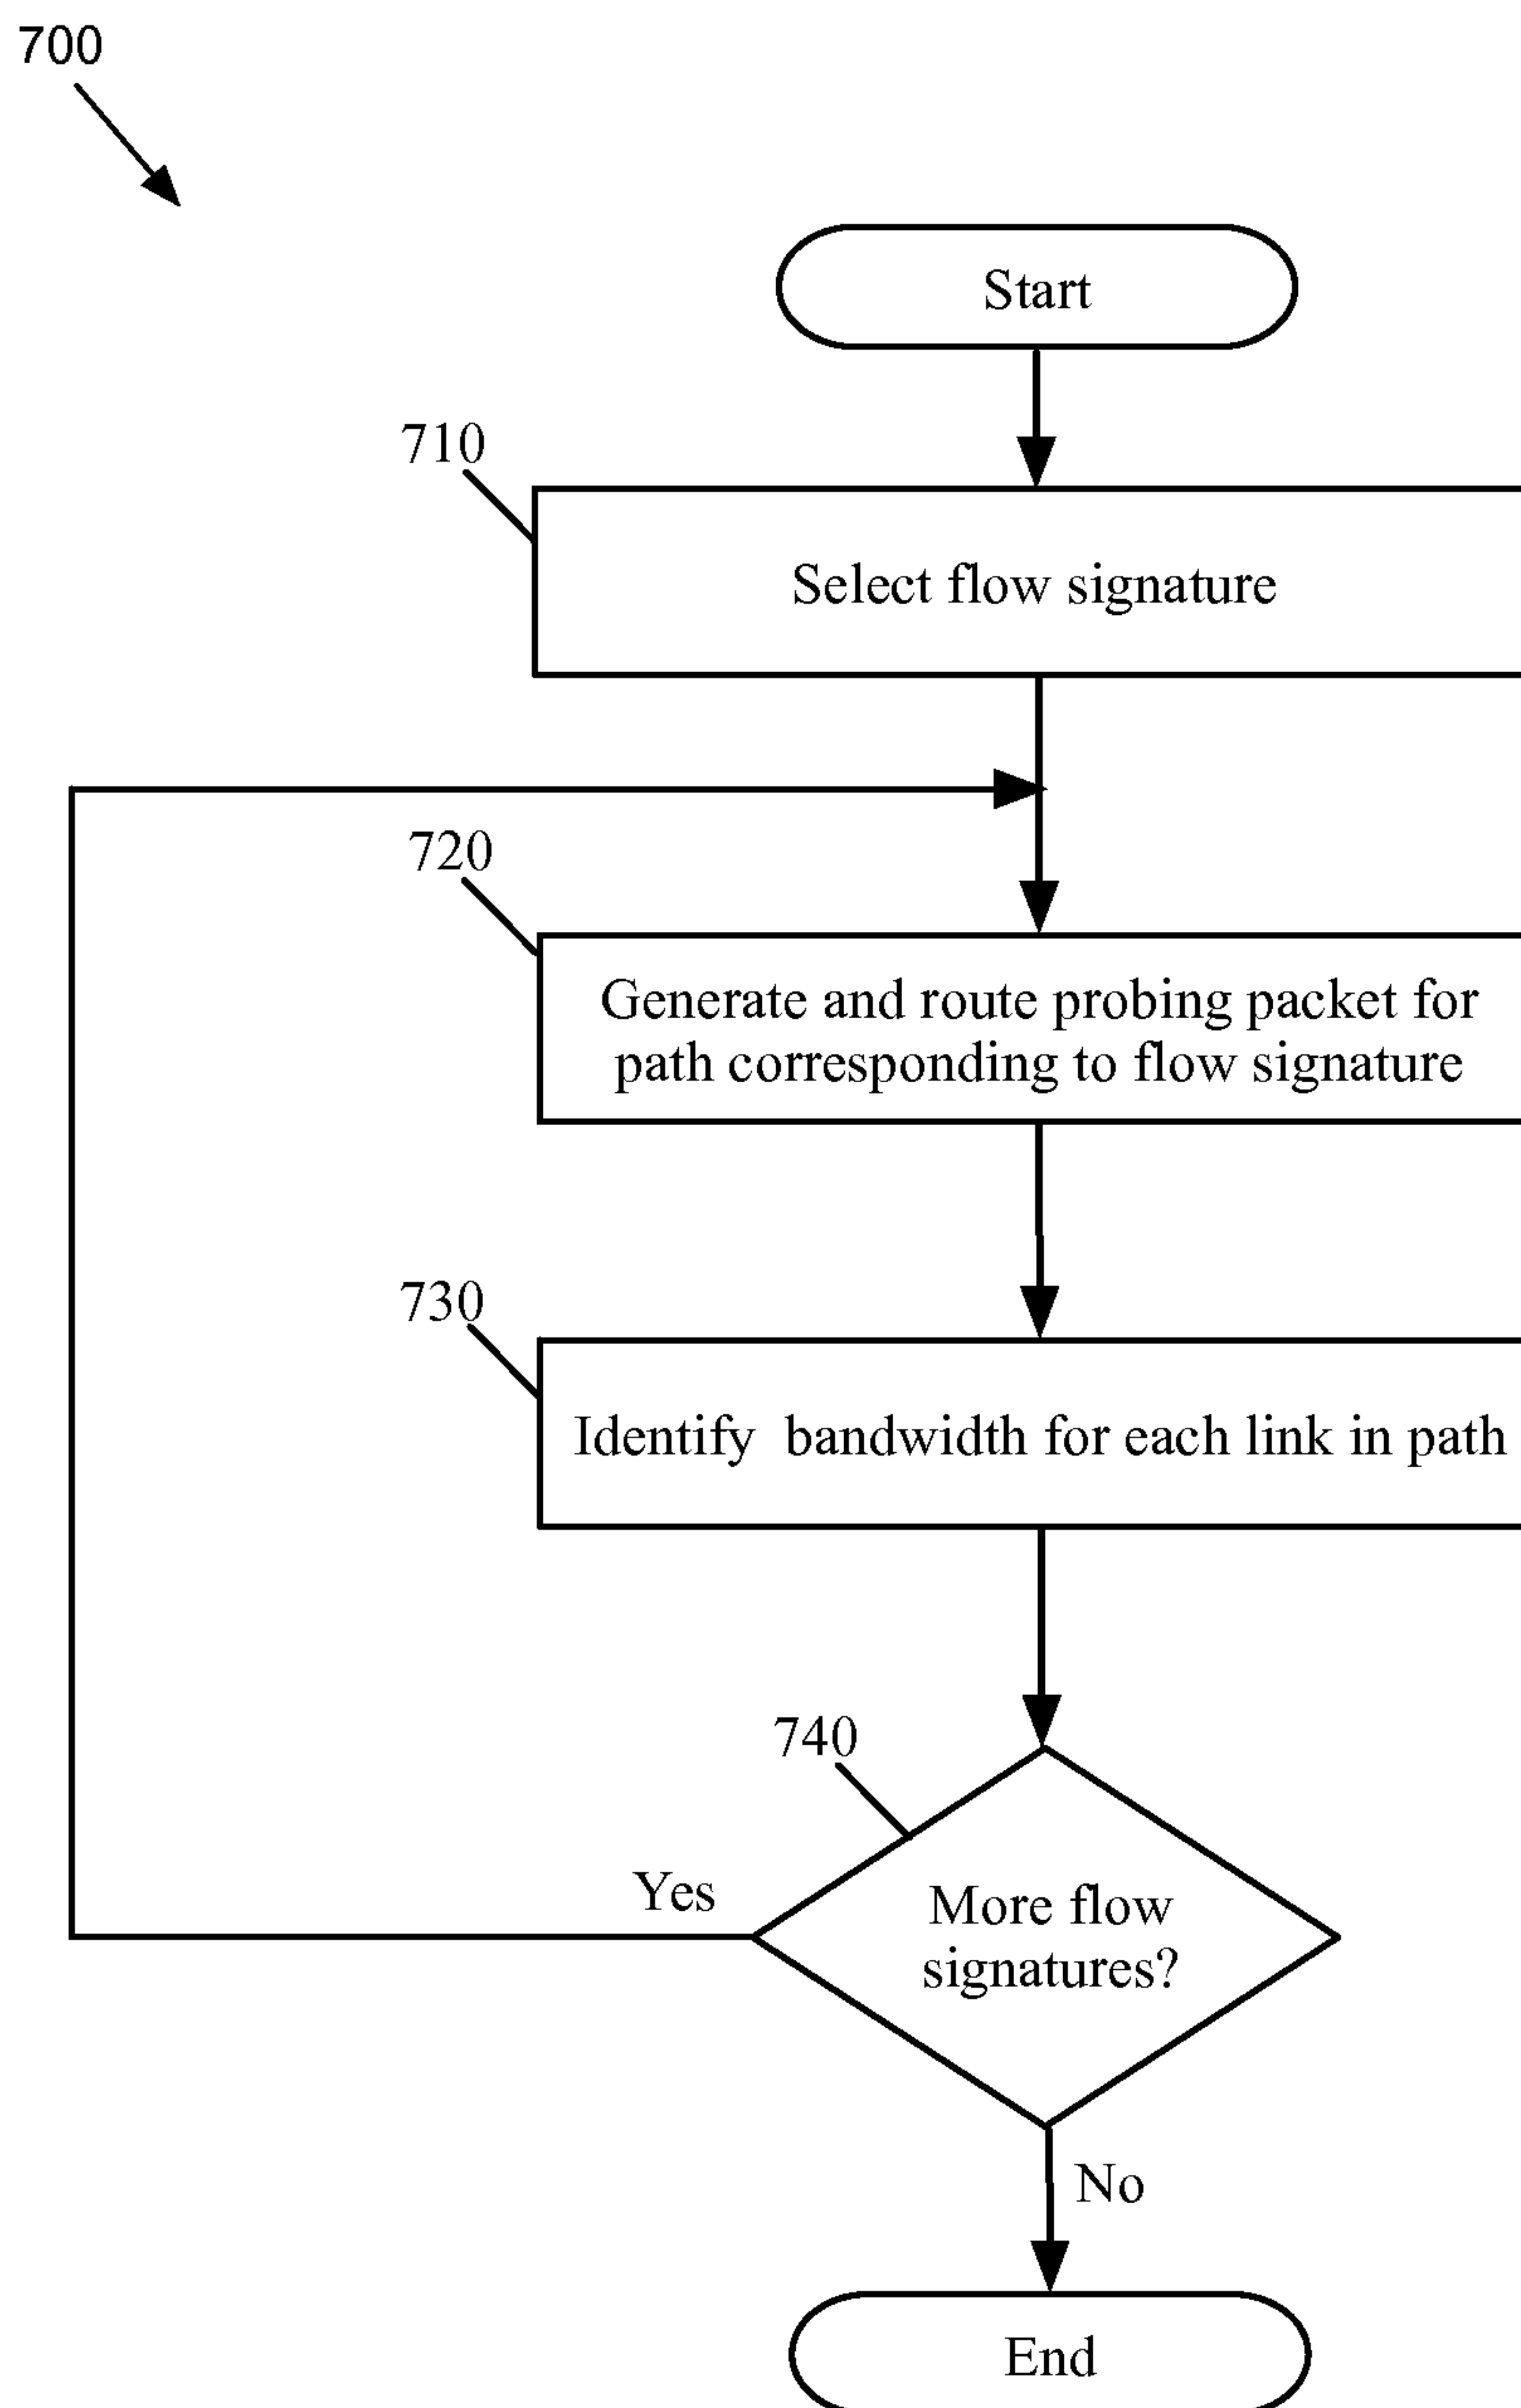 700
Start
710
Select flow signature
720
Generate and route probing packet for
path corresponding to flow signature
730
Identify  bandwidth for each link in path
740
Yes
More flow
signatures?
No
End